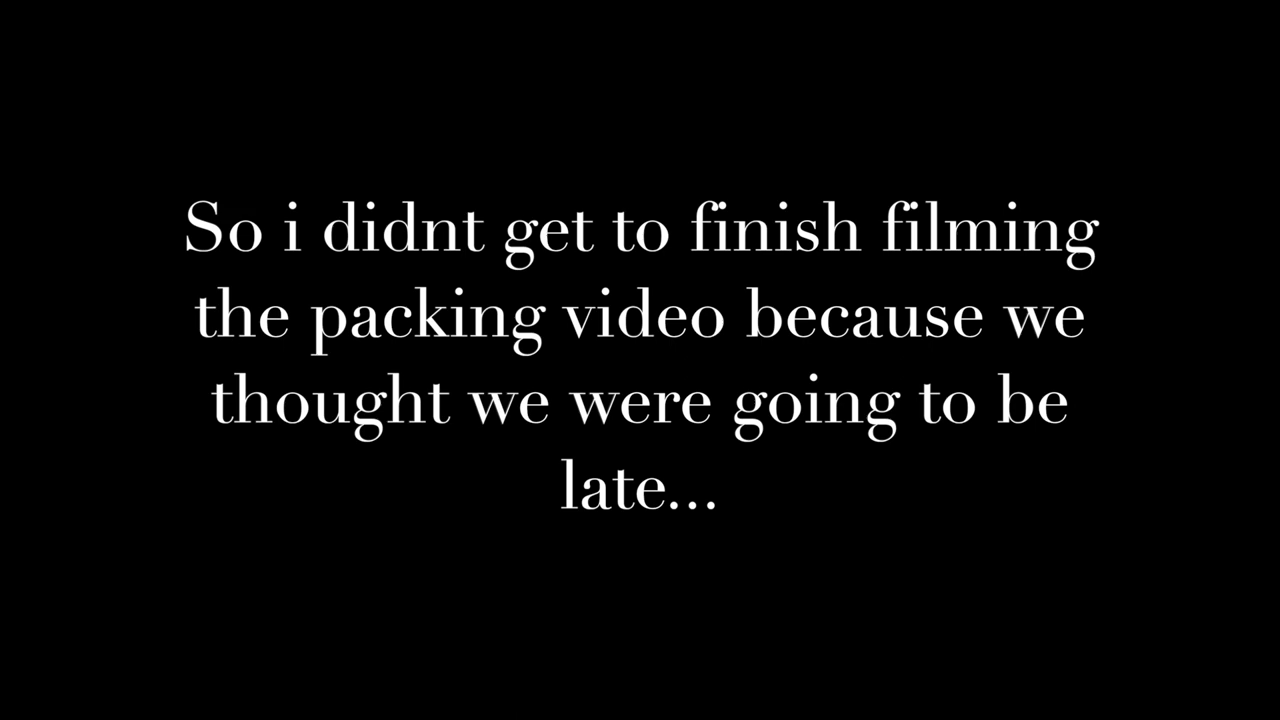 So i didnt get to finish filming
the packing video because we
thought we were going to be
late...